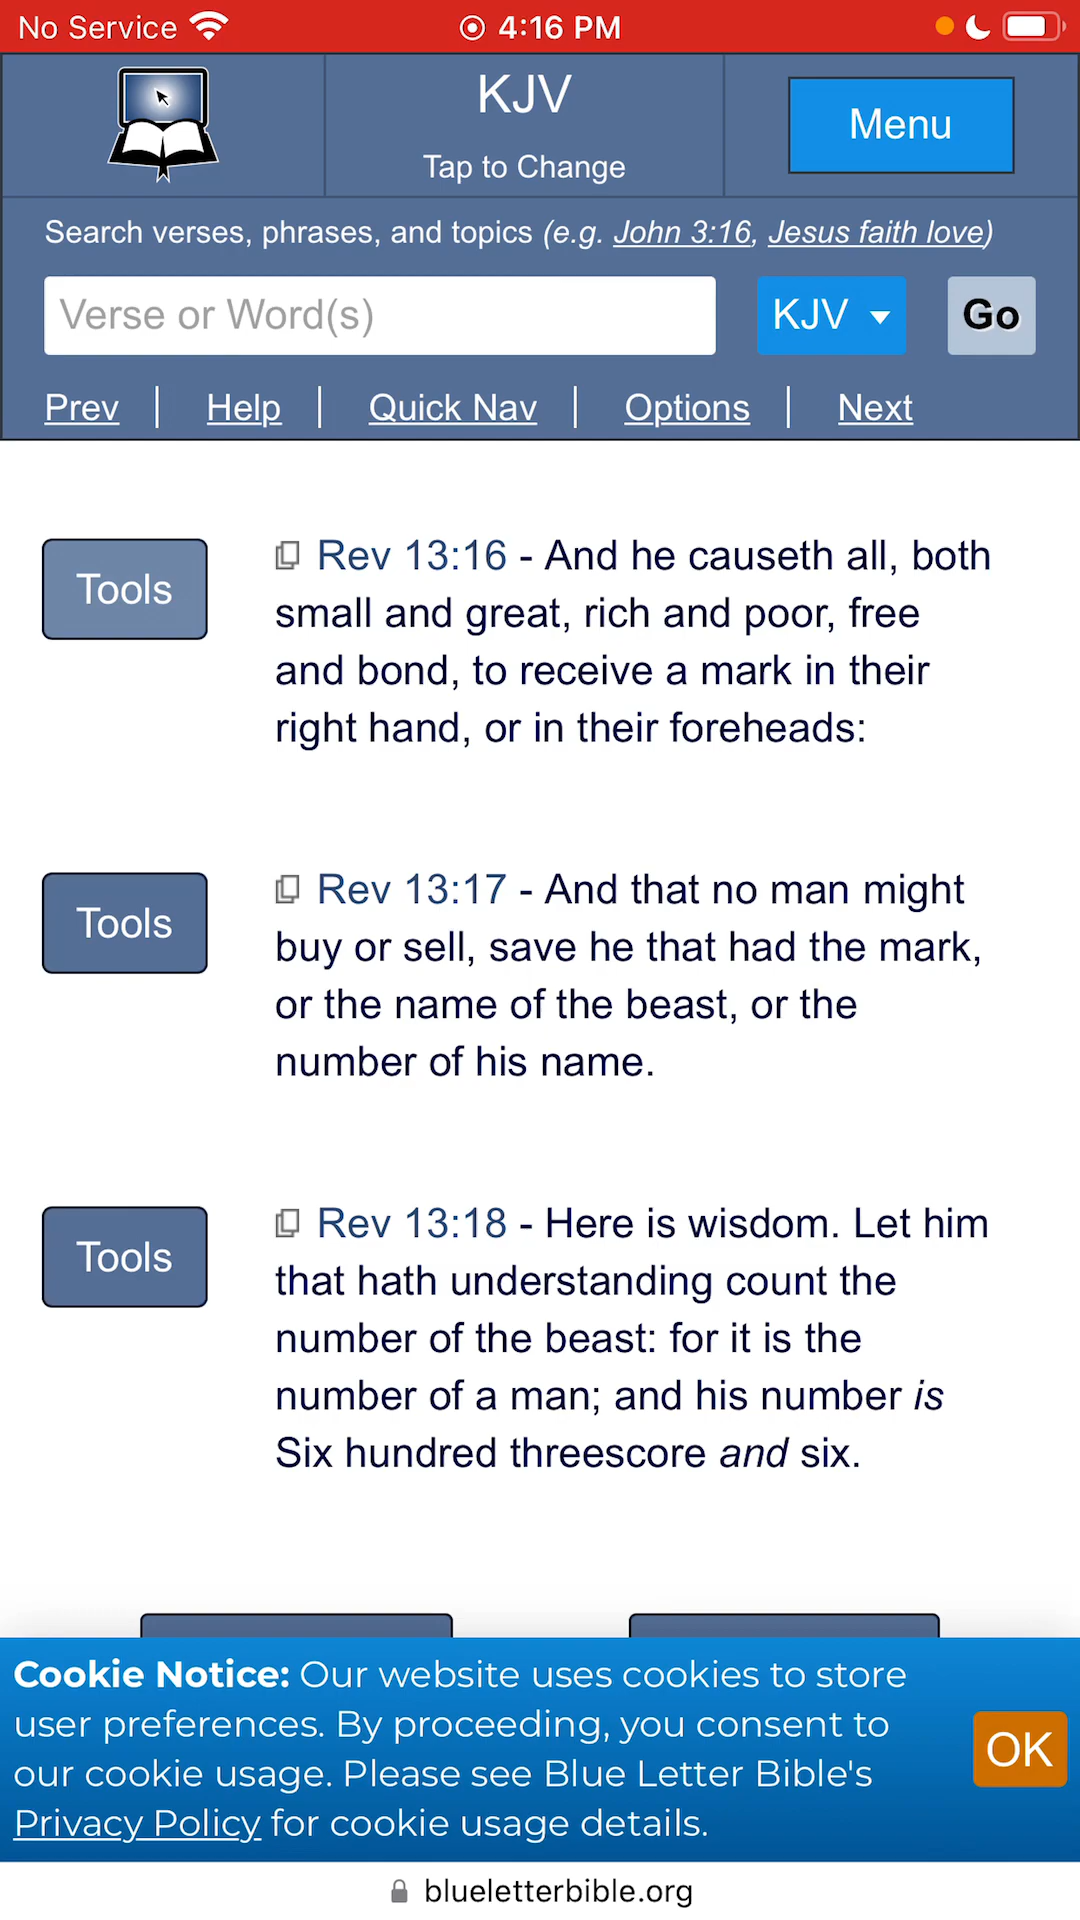 No Service 4:16 PM
KJV
Tap to Change
Menu
Search verses, phrases, and topics (e.g. John 3:16, Jesus faith love)
Verse or Word(s)
KJV
Go
Prev | Help | Quick Nav | Options | Next
Tools
Rev 13:16 - And he causeth all, both
small and great, rich and poor, free
and bond, to receive a mark in their
right hand, or in their foreheads:
Tools
Rev 13:17 - And that no man might
buy or sell, save he that had the mark,
or the name of the beast, or the
number of his name.
Tools
Rev 13:18 - Here is wisdom. Let him
that hath understanding count the
number of the beast: for it is the
number of a man; and his number is
Six hundred threescore and six.
Cookie Notice: Our website uses cookies to store
user preferences. By proceeding, you consent to
our cookie usage. Please see Blue Letter Bible's
Privacy Policy for cookie usage details.
OK
blueletterbible.org